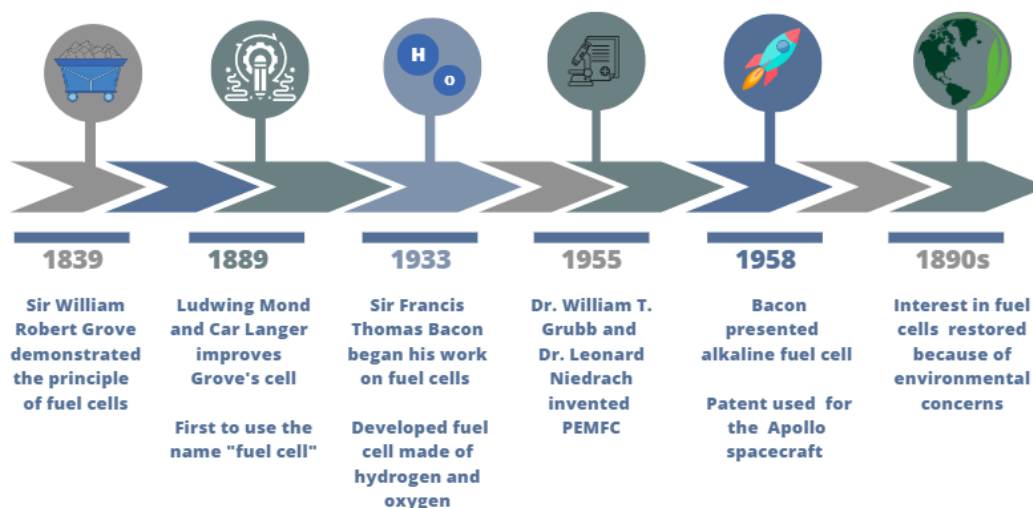 H
O
1839
Sir William
Robert Grove
demonstrated
the principle
of fuel cells
1889
Ludwing Mond
and Car Langer
improves
Grove's cell
First to use the
name "fuel cell"
1933
Sir Francis
Thomas Bacon
began his work
on fuel cells
Developed fuel
cell made of
hydrogen and
oxygen
1955
Dr. William T.
Grubb and
Dr. Leonard
Niedrach
invented
PEMFC
1958
Bacon
presented
alkaline fuel cell
Patent used for
the Apollo
spacecraft
1890s
Interest in fuel
cells restored
because of
environmental
concerns